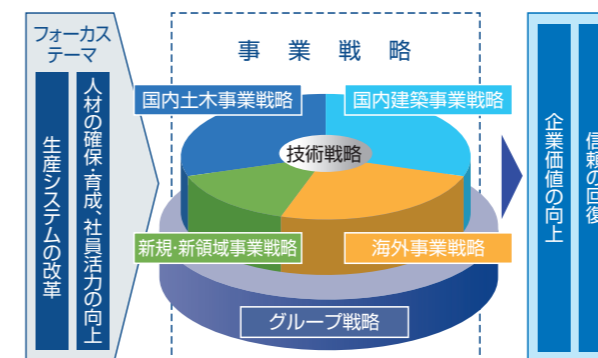 フォーカス
テーマ
生産システムの改革
人材の確保・育成、社員活力の向上
事業戦略
国内土木事業戦略
国内建築事業戦略
技術戦略
新規・新領域事業戦略
海外事業戦略
グループ戦略
企業価値の向上
信頼の回復